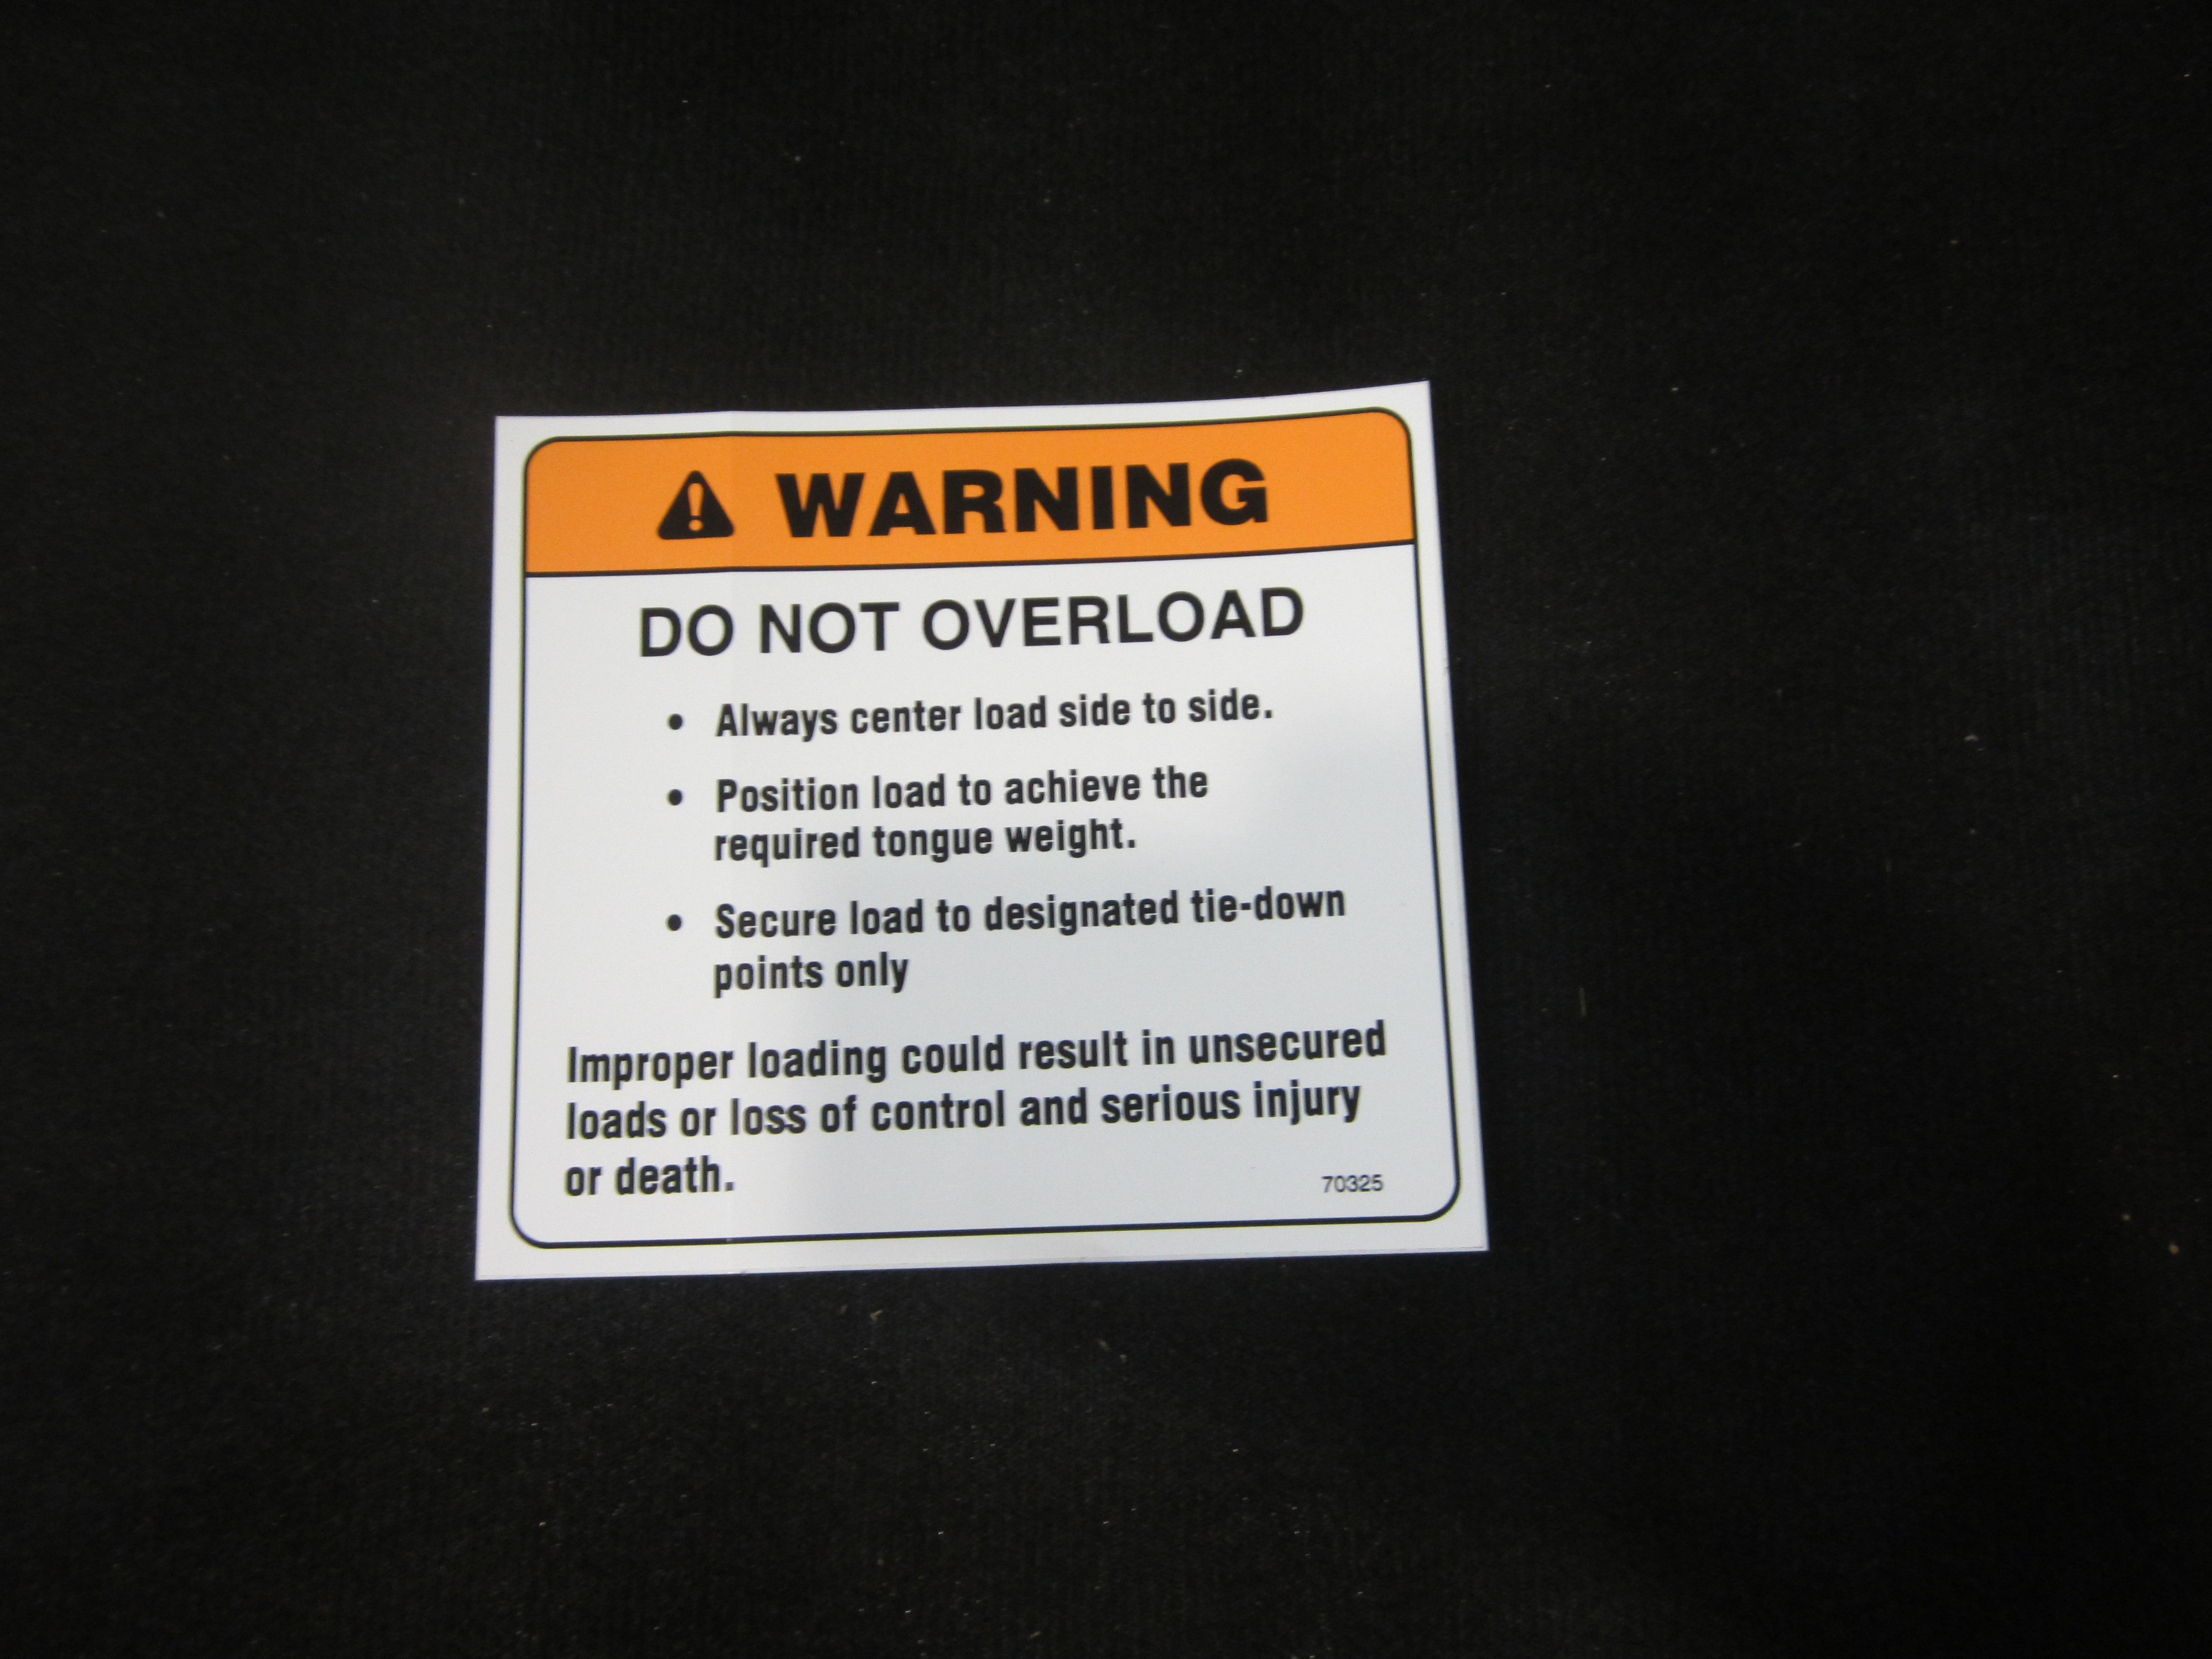 WARNING
DO NOT OVERLOAD
• Always center load side to side.
• Position load to achieve the
required tongue weight.
• Secure load to designated tie-down
points only
Improper loading could result in unsecured
loads or loss of control and serious injury
or death.
70325